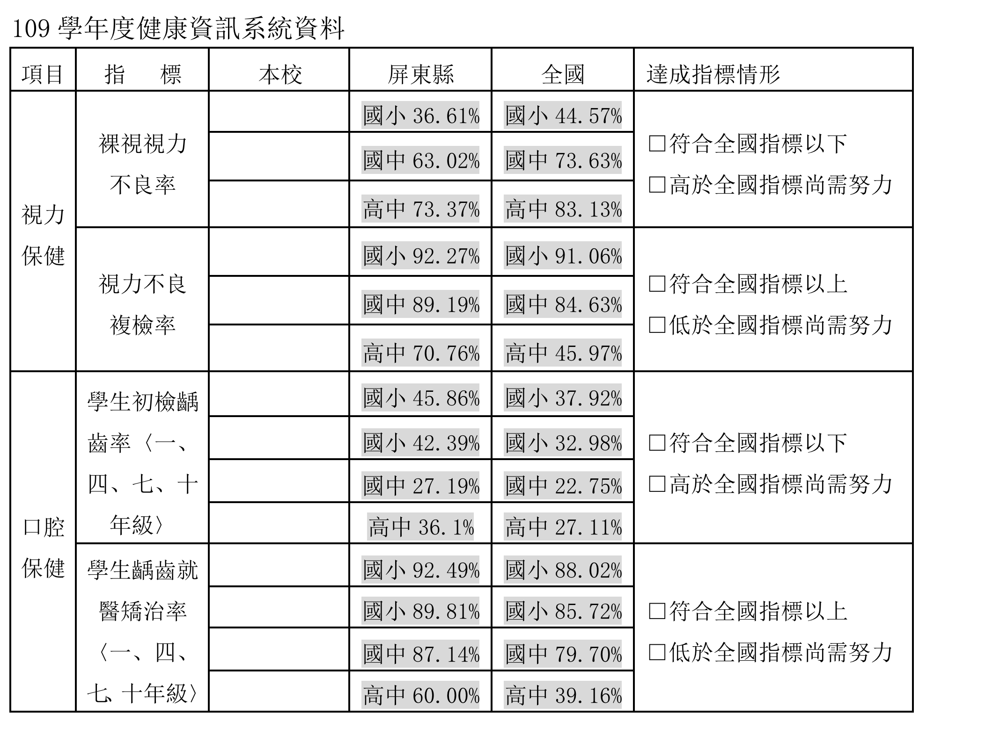 109 學年度健康資訊系統資料
項目 指 標 本校 屏東縣 全國 達成指標情形
視力
保健
裸視視力
不良率
國小 36.61% 國小 44.57%
國中 63.02% 國中 73.63%
高中 73.37% 高中 83.13%
□符合全國指標以下
□高於全國指標尚需努力
視力不良
複檢率
國小 92.27% 國小 91.06%
國中 89.19% 國中 84.63%
高中 70.76% 高中 45.97%
□符合全國指標以上
□低於全國指標尚需努力
口腔
保健
學生初檢齲
齒率〈一、
四、七、十
年級〉
國小 45.86% 國小 37.92%
國小 42.39% 國小 32.98%
國中 27.19% 國中 22.75%
高中 36.1% 高中 27.11%
□符合全國指標以下
□高於全國指標尚需努力
學生齲齒就
醫矯治率
〈一、四、
七、十年級〉
國小 92.49% 國小 88.02%
國小 89.81% 國小 85.72%
國中 87.14% 國中 79.70%
高中 60.00% 高中 39.16%
□符合全國指標以上
□低於全國指標尚需努力